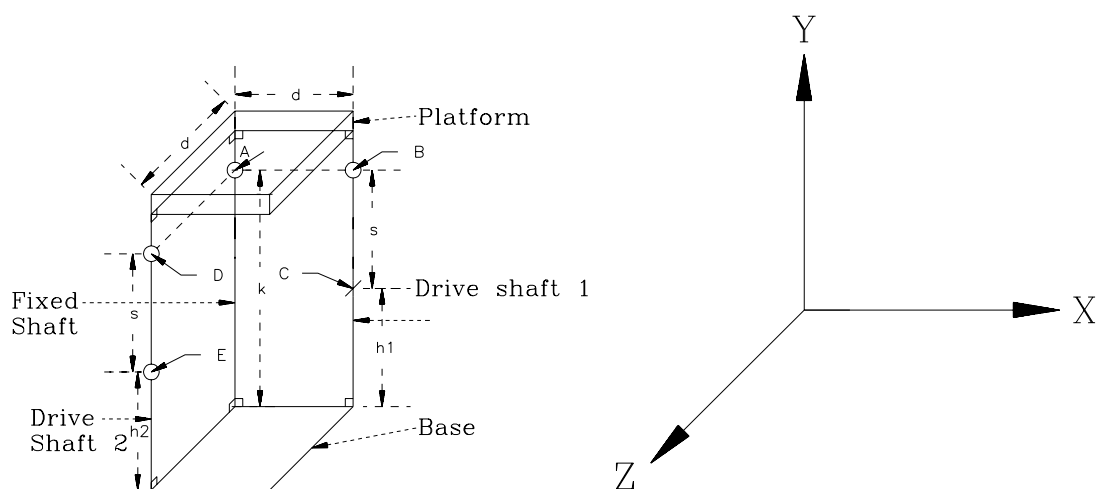 d
Platform
d
A
B
s
D
C
Drive shaft 1
Fixed
Shaft
k
s
h1
E
Drive
Shaft 2
h2
Base
Y
X
Z